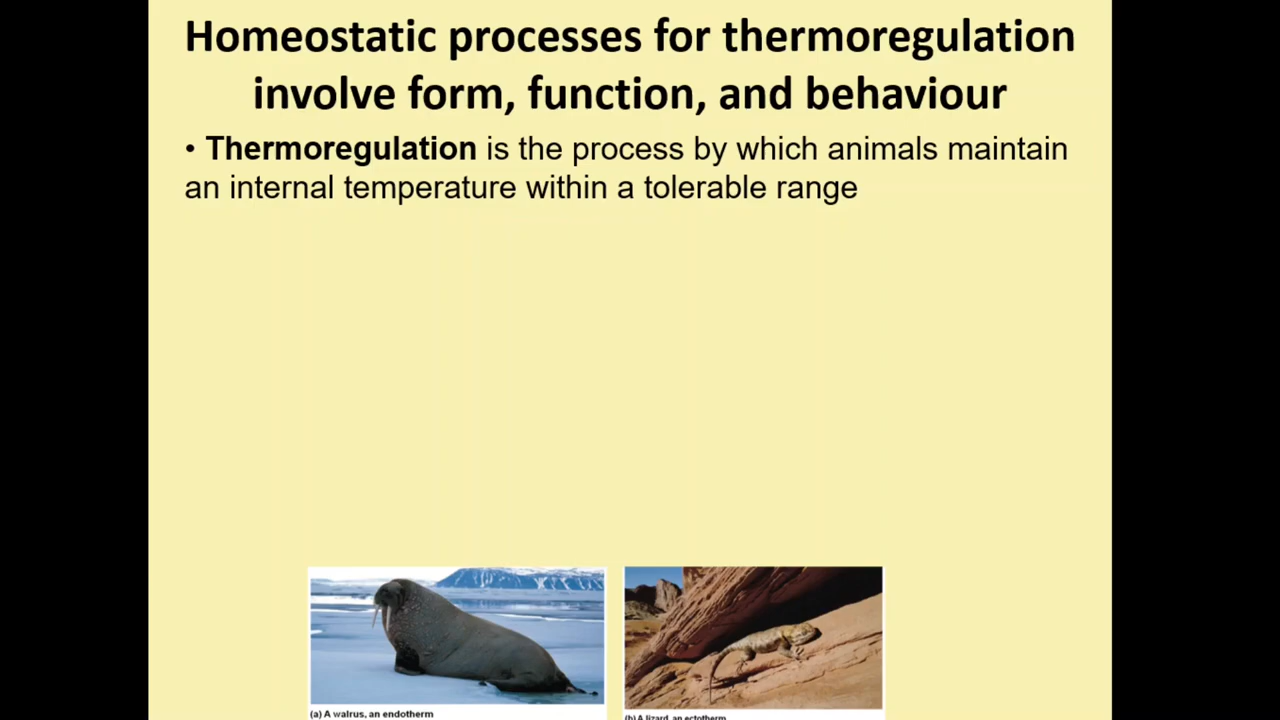 Homeostatic processes for thermoregulation
involve form, function, and behaviour
• Thermoregulation is the process by which animals maintain
an internal temperature within a tolerable range
(a) A walrus, an endotherm
(b) A lizard, an ectotherm